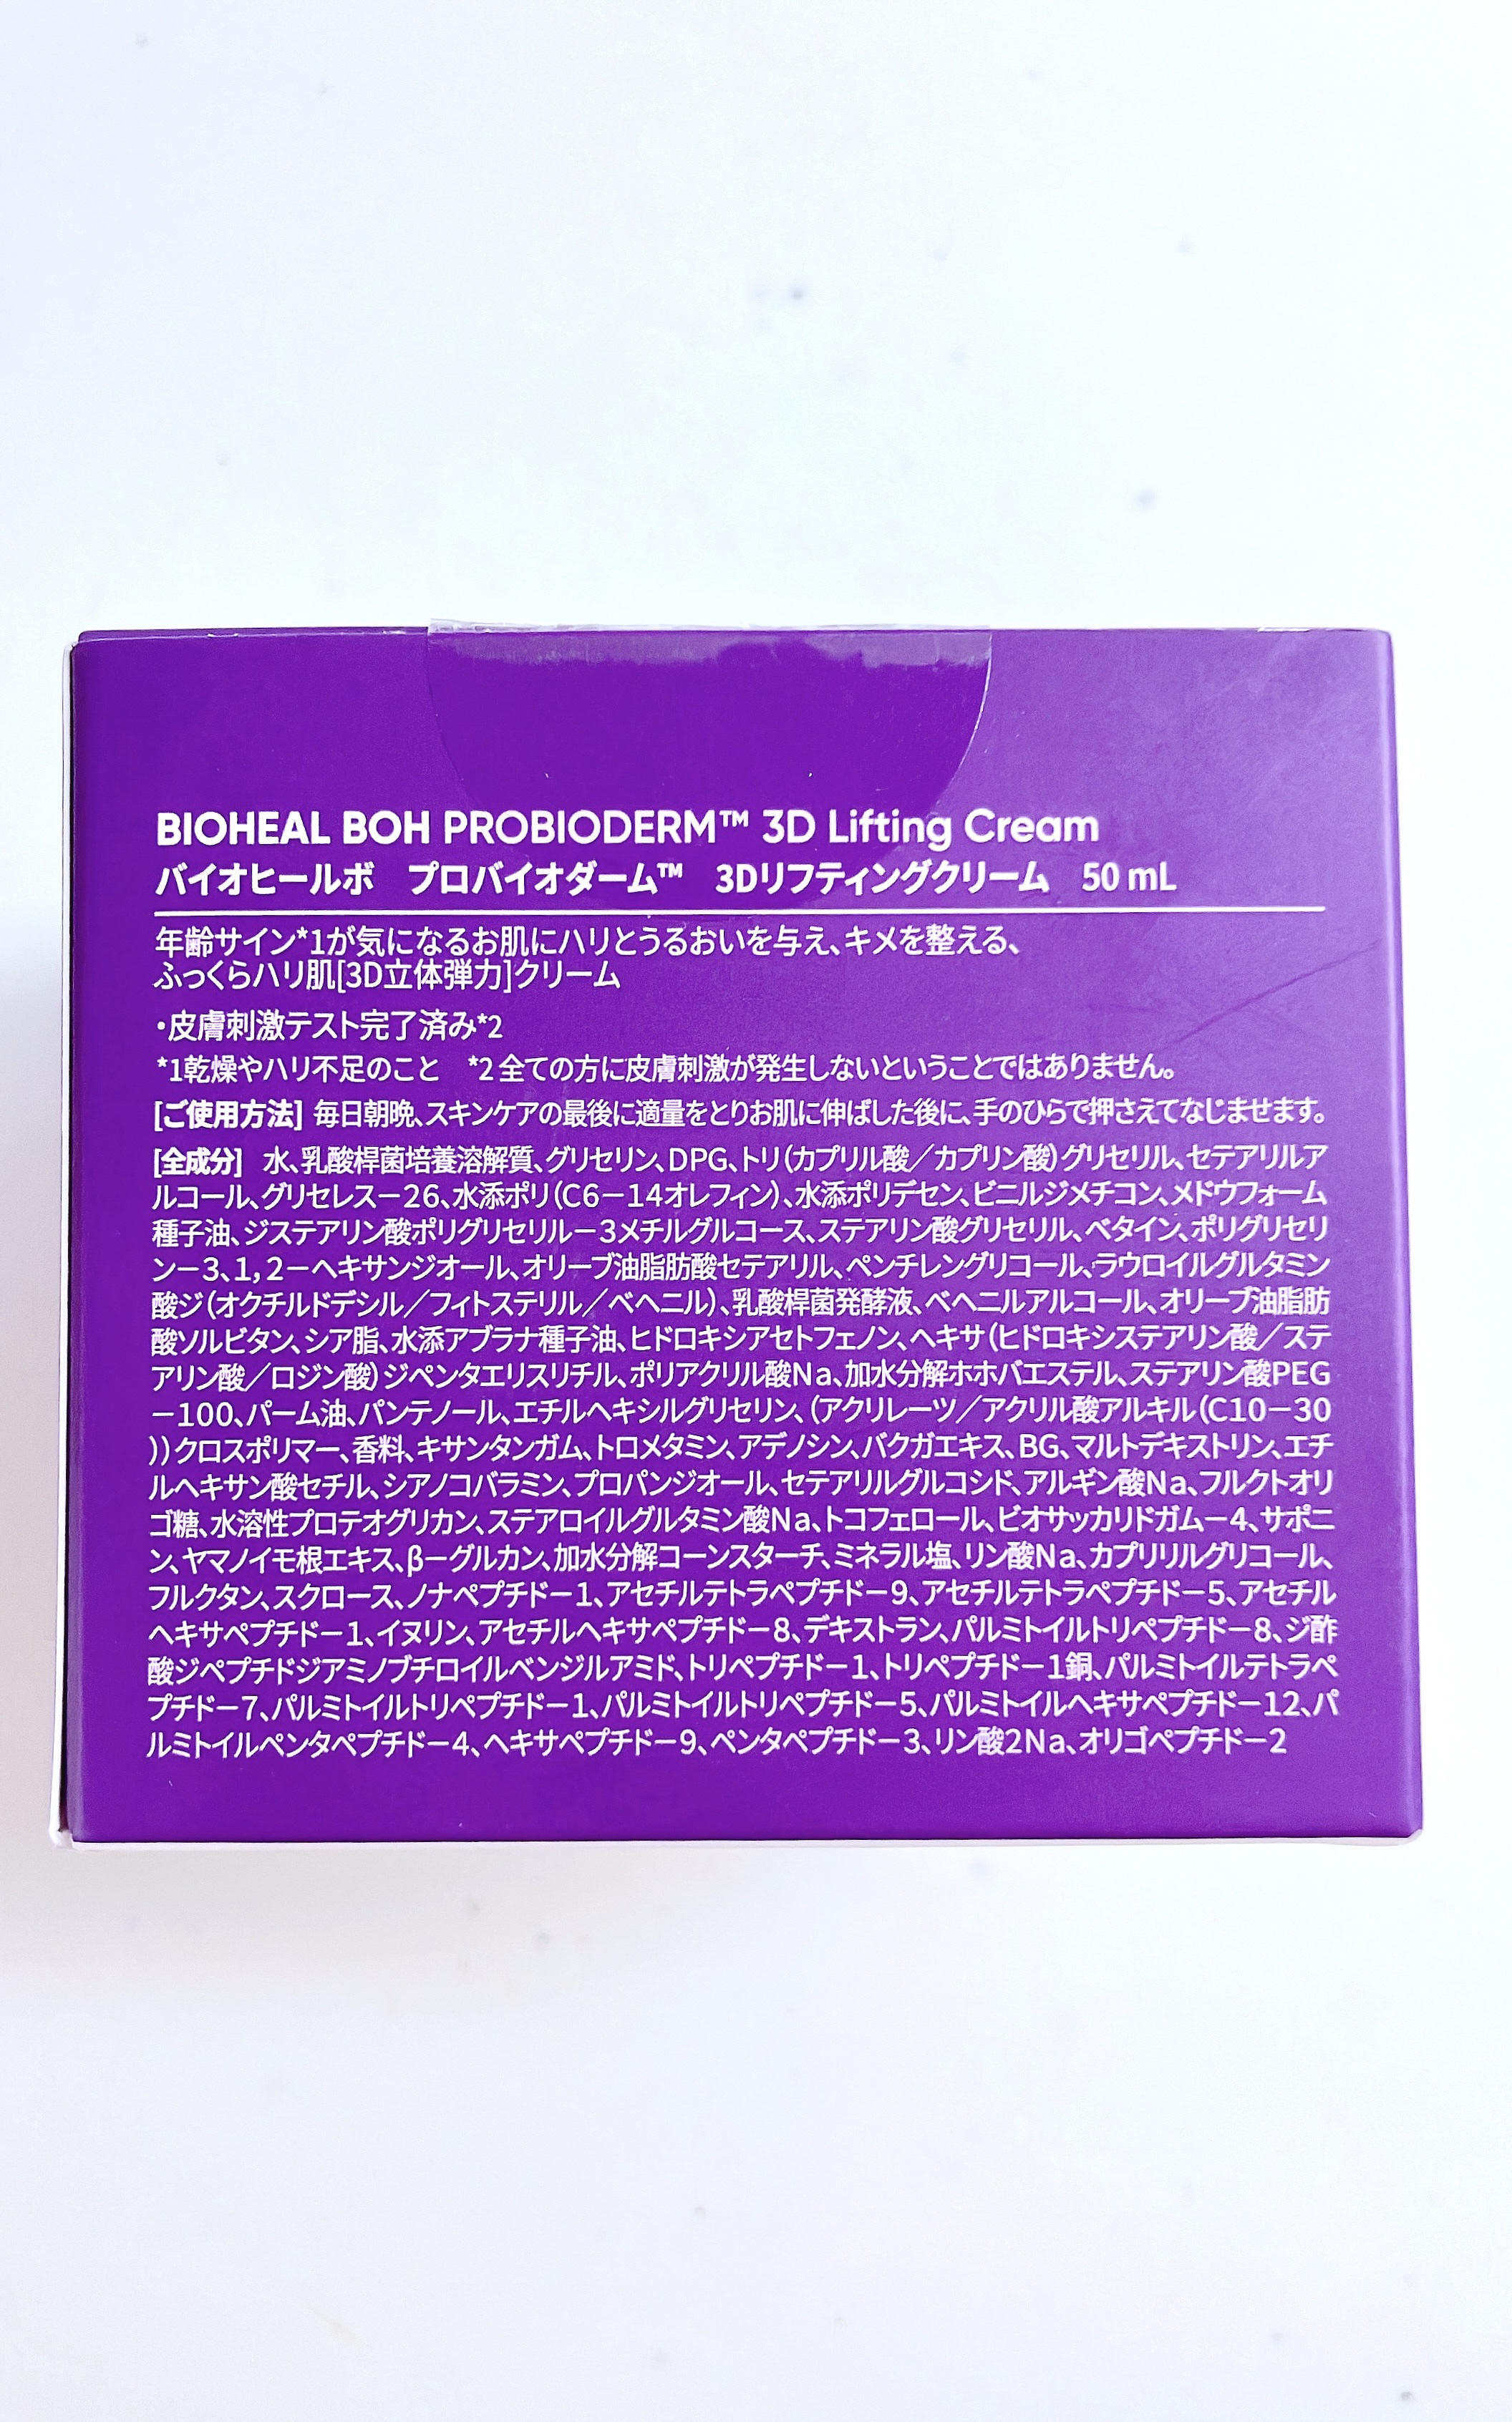 BIOHEAL BOH PROBIODERM™ 3D Lifting Cream
バイオヒールボ　プロバイオダーム™　3Dリフティングクリーム　50 mL
年齢サイン*1が気になるお肌にハリとうるおいを与え、キメを整える、
ふっくらハリ肌[3D立体弾力]クリーム
・皮膚刺激テスト完了済み*2
*1乾燥やハリ不足のこと　*2 全ての方に皮膚刺激が発生しないということではありません。
[ご使用方法] 毎日朝晩、スキンケアの最後に適量をとりお肌に伸ばした後に、手のひらで押さえてなじませます。
[全成分]　水、乳酸桿菌培養溶解質、グリセリン、DPG、トリ（カプリル酸／カプリン酸）グリセリル、セテアリルア
ルコール、グリセレス－26、水添ポリ（C6－14オレフィン）、水添ポリデセン、ビニルジメチコン、メドウフォーム
種子油、ジステアリン酸ポリグリセリル－3メチルグルコース、ステアリン酸グリセリル、ベタイン、ポリグリセリ
ン－3、1，2－ヘキサンジオール、オリーブ油脂肪酸セテアリル、ペンチレングリコール、ラウロイルグルタミン
酸ジ（オクチルドデシル／フィトステリル／ベヘニル）、乳酸桿菌発酵液、ベヘニルアルコール、オリーブ油脂肪
酸ソルビタン、シア脂、水添アブラナ種子油、ヒドロキシアセトフェノン、ヘキサ（ヒドロキシステアリン酸／ステ
アリン酸／ロジン酸）ジペンタエリスリチル、ポリアクリル酸Na、加水分解ホホバエステル、ステアリン酸PEG
－100、パーム油、パンテノール、エチルヘキシルグリセリン、（アクリレーツ／アクリル酸アルキル（C10－30
））クロスポリマー、香料、キサンタンガム、トロメタミン、アデノシン、バクガエキス、BG、マルトデキストリン、エチ
ルヘキサン酸セチル、シアノコバラミン、プロパンジオール、セテアリルグルコシド、アルギン酸Na、フルクトオリ
ゴ糖、水溶性プロテオグリカン、ステアロイルグルタミン酸Na、トコフェロール、ビオサッカリドガム－4、サポニ
ン、ヤマノイモ根エキス、β－グルカン、加水分解コーンスターチ、ミネラル塩、リン酸Na、カプリリルグリコール、
フルクタン、スクロース、ノナペプチド－1、アセチルテトラペプチド－9、アセチルテトラペプチド－5、アセチル
ヘキサペプチド－1、イヌリン、アセチルヘキサペプチド－8、デキストラン、パルミトイルトリペプチド－8、ジ酢
酸ジペプチドジアミノブチロイルベンジルアミド、トリペプチド－1、トリペプチド－1銅、パルミトイルテトラペ
プチド－7、パルミトイルトリペプチド－1、パルミトイルトリペプチド－5、パルミトイルヘキサペプチド－12、パ
ルミトイルペンタペプチド－4、ヘキサペプチド－9、ペンタペプチド－3、リン酸2Na、オリゴペプチド－2